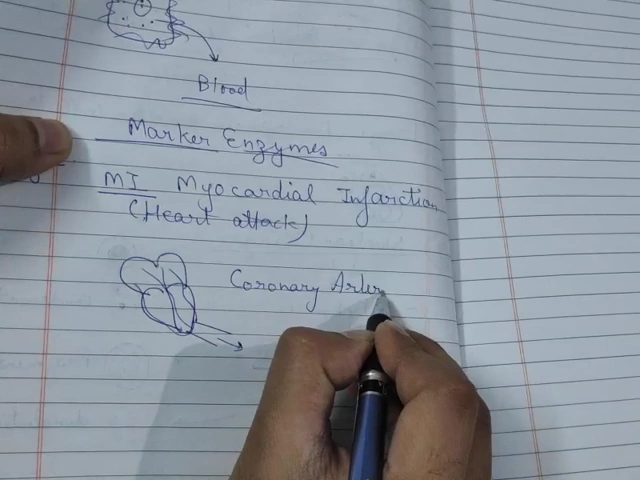 Blood
Marker Enzymes
MI Myocardial Infarction
(Heart attack)
Coronary Arter